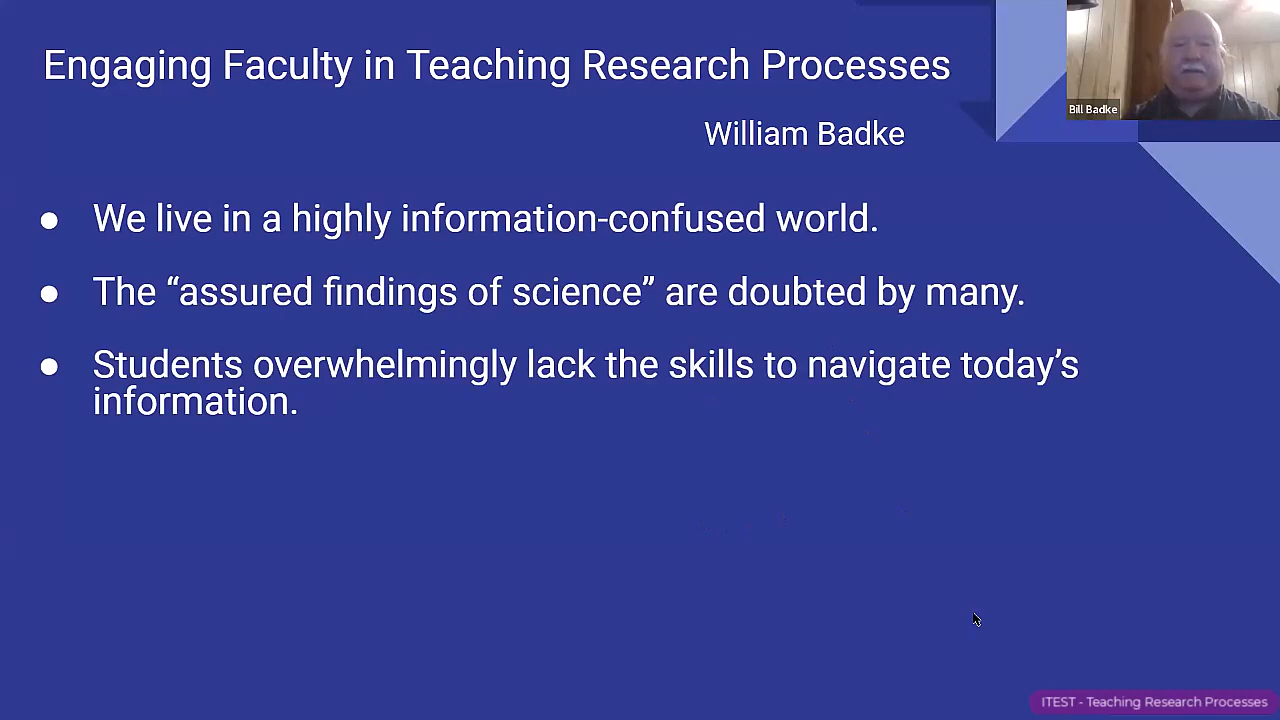 Engaging Faculty in Teaching Research Processes
William Badke
Bill Badke
● We live in a highly information-confused world.
● The “assured findings of science” are doubted by many.
● Students overwhelmingly lack the skills to navigate today’s
information.
ITEST - Teaching Research Processes